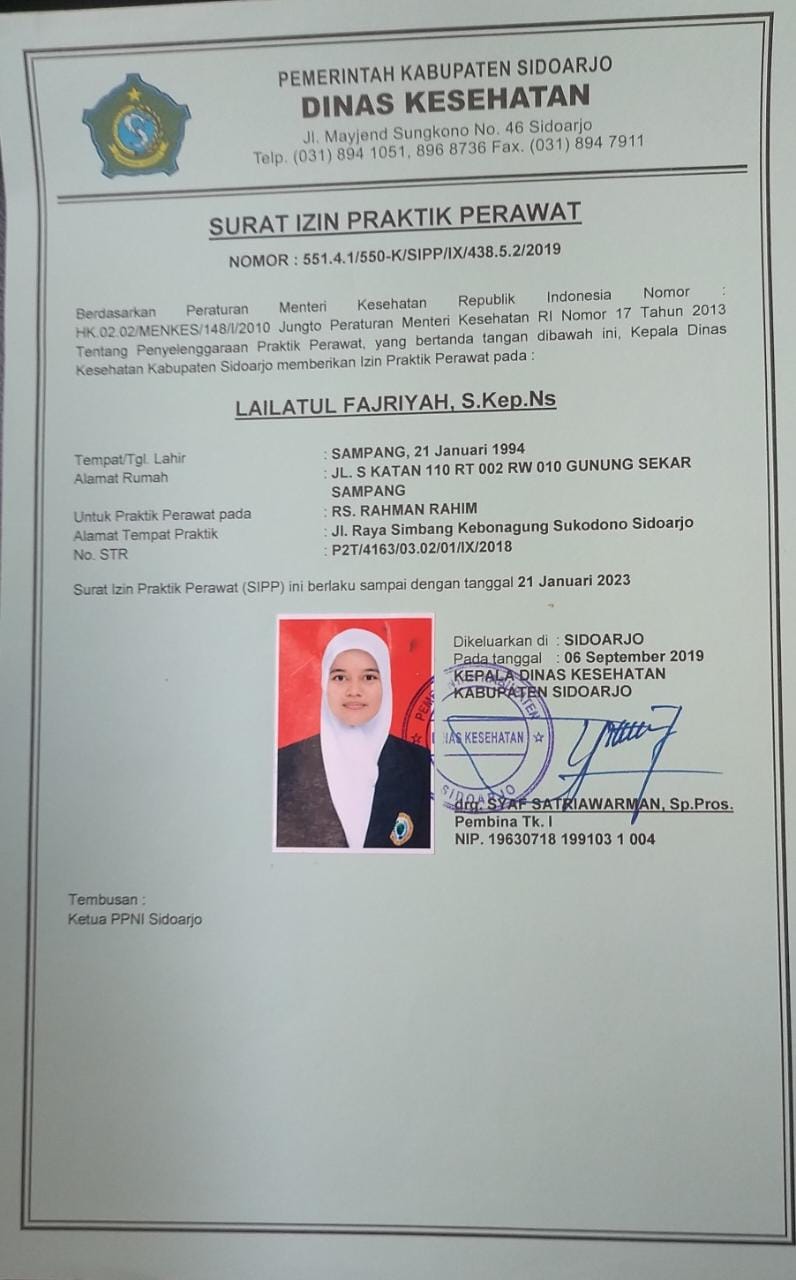 PEMERINTAH KABUPATEN SIDOARJO
DINAS KESEHATAN
Jl. Mayjend Sungkono No. 46 Sidoarjo
Telp. (031) 894 1051, 896 8736 Fax. (031) 894 7911
SURAT IZIN PRAKTIK PERAWAT
NOMOR : 551.4.1/550-K/SIPP/IX/438.5.2/2019
Berdasarkan Peraturan Menteri Kesehatan Republik Indonesia Nomor :
HK.02.02/MENKES/148/I/2010 Jungto Peraturan Menteri Kesehatan RI Nomor 17 Tahun 2013
Tentang Penyelenggaraan Praktik Perawat, yang bertanda tangan dibawah ini, Kepala Dinas
Kesehatan Kabupaten Sidoarjo memberikan Izin Praktik Perawat pada :
LAILATUL FAJRIYAH, S.Kep.Ns
Tempat/Tgl. Lahir : SAMPANG, 21 Januari 1994
Alamat Rumah : JL. S KATAN 110 RT 002 RW 010 GUNUNG SEKAR
SAMPANG
Untuk Praktik Perawat pada : RS. RAHMAN RAHIM
Alamat Tempat Praktik : Jl. Raya Simbang Kebonagung Sukodono Sidoarjo
No. STR : P2T/4163/03.02/01/IX/2018
Surat Izin Praktik Perawat (SIPP) ini berlaku sampai dengan tanggal 21 Januari 2023
Dikeluarkan di : SIDOARJO
Pada tanggal : 06 September 2019
KEPALA DINAS KESEHATAN
KABUPATEN SIDOARJO
NAS KESEHATAN
SIDOARJO
drg. SYAF SATRIAWARMAN, Sp.Pros.
Pembina Tk. I
NIP. 19630718 199103 1 004
Tembusan :
Ketua PPNI Sidoarjo